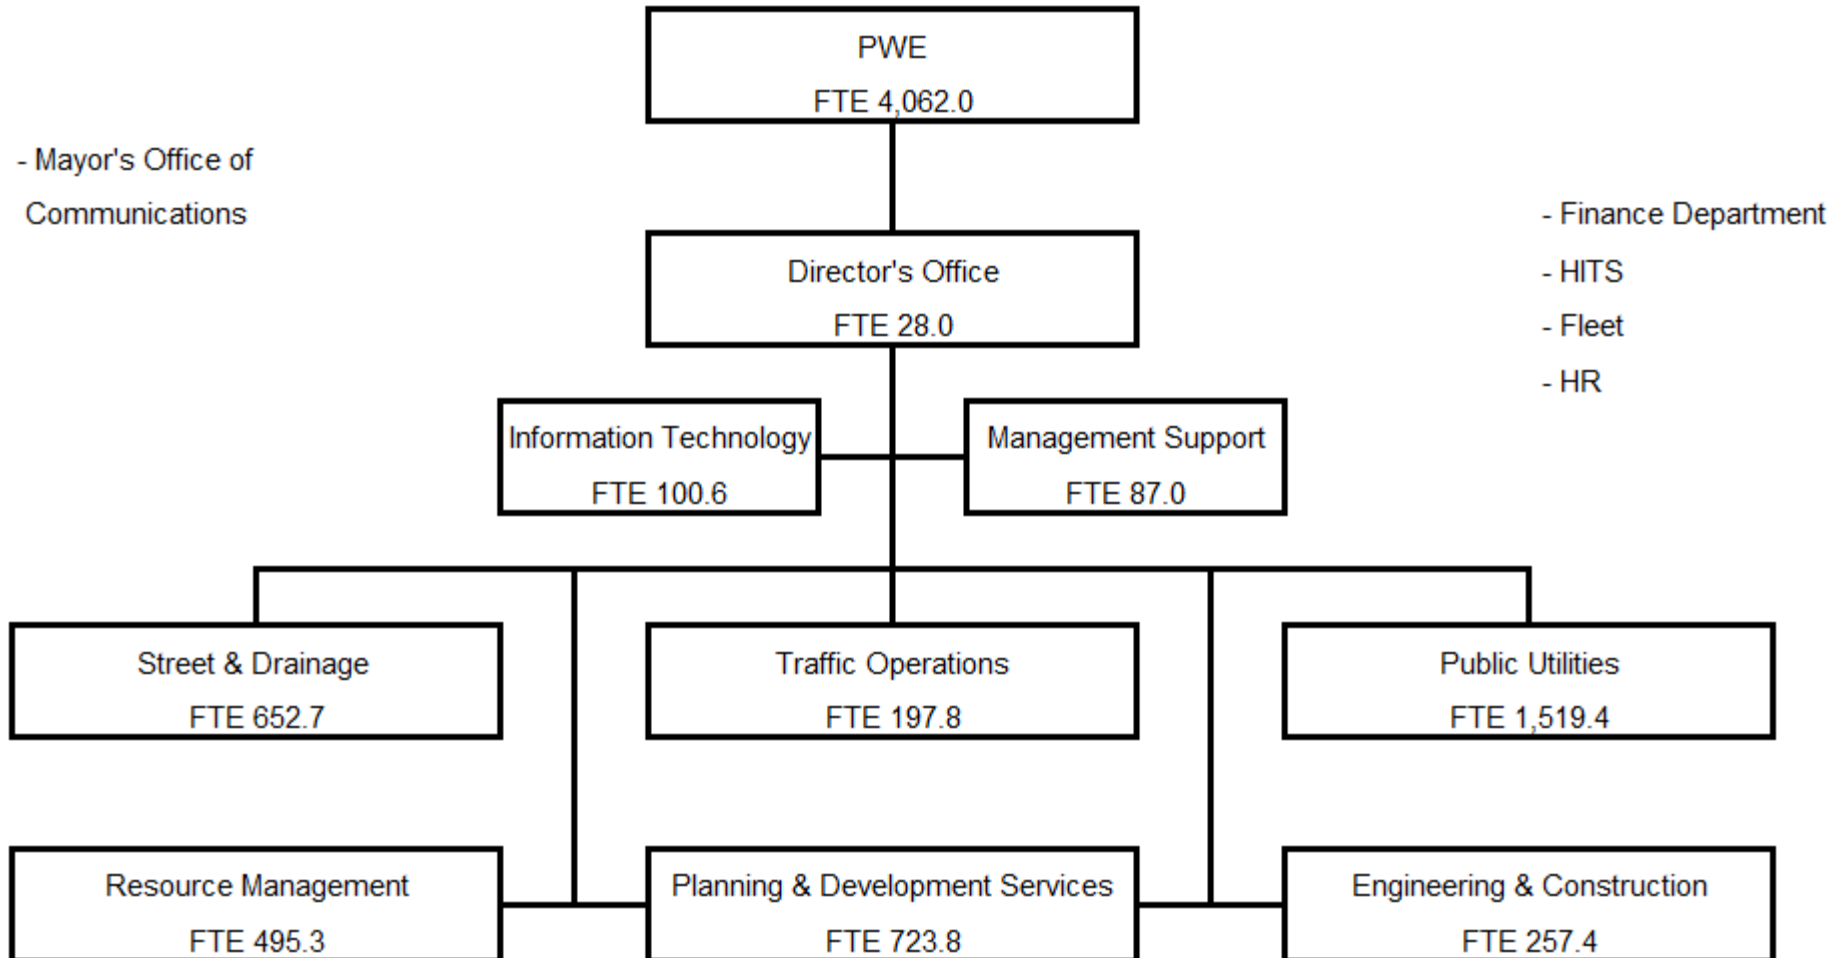 PWE
FTE 4,062.0
- Mayor's Office of
Communications
- Finance Department
- HITS
- Fleet
- HR
Director's Office
FTE 28.0
Information Technology
FTE 100.6
Management Support
FTE 87.0
Street & Drainage
FTE 652.7
Traffic Operations
FTE 197.8
Public Utilities
FTE 1,519.4
Resource Management
FTE 495.3
Planning & Development Services
FTE 723.8
Engineering & Construction
FTE 257.4